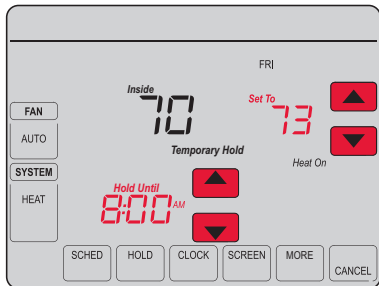 FRI
Inside
70
Set To
73
FAN
AUTO
Temporary Hold
Heat On
SYSTEM
HEAT
Hold Until
8:00 AM
SCHED HOLD CLOCK SCREEN MORE CANCEL